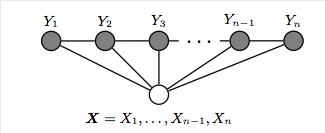 Y₁ Y₂ Y₃ ··· Yₙ₋₁ Yₙ
X = X₁, ..., Xₙ₋₁, Xₙ